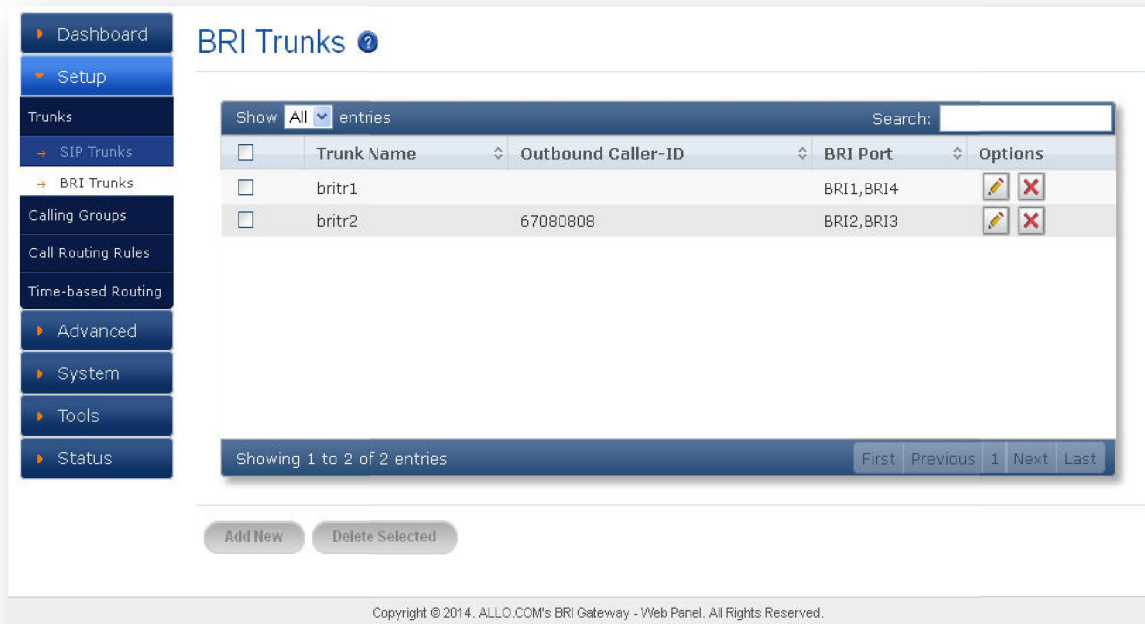 Dashboard
Setup
Trunks
SIP Trunks
BRI Trunks
Calling Groups
Call Routing Rules
Time-based Routing
Advanced
System
Tools
Status
BRI Trunks ?
Show All entries Search:
Trunk Name Outbound Caller-ID BRI Port Options
britr1 BRI1,BRI4
britr2 67080808 BRI2,BRI3
Showing 1 to 2 of 2 entries First Previous 1 Next Last
Add New Delete Selected
Copyright © 2014. ALLO.COM's BRI Gateway - Web Panel. All Rights Reserved.